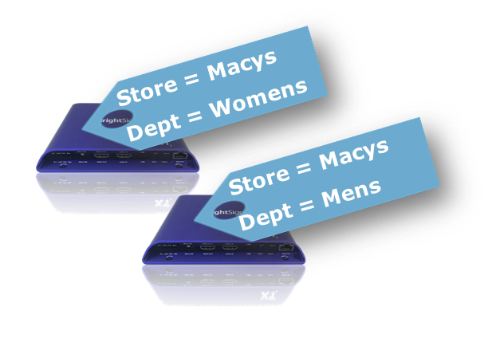 Store = Macys
Dept = Womens
Store = Macys
Dept = Mens